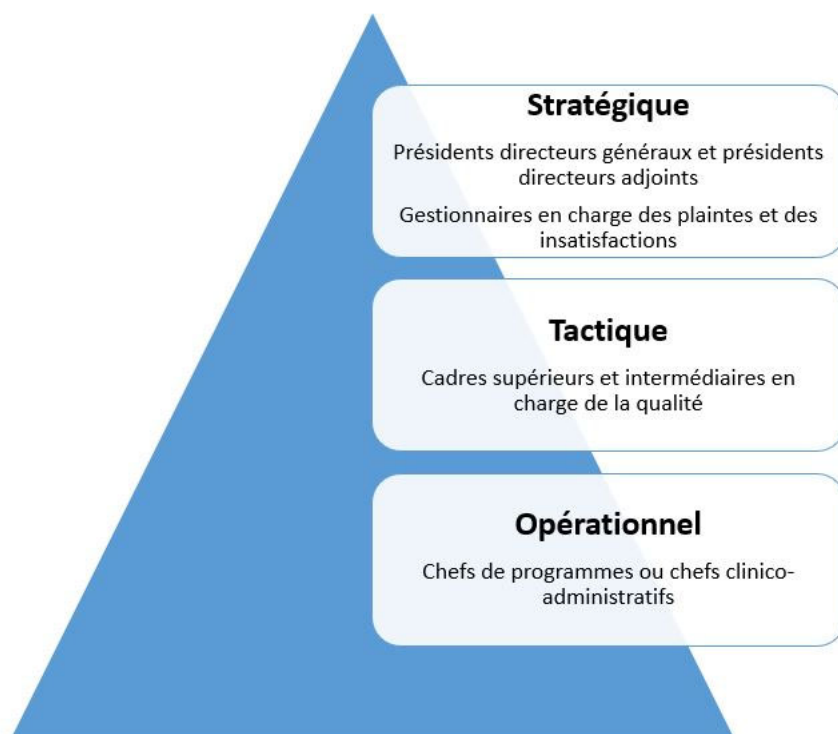 Stratégique
Présidents directeurs généraux et présidents
directeurs adjoints
Gestionnaires en charge des plaintes et des
insatisfactions
Tactique
Cadres supérieurs et intermédiaires en
charge de la qualité
Opérationnel
Chefs de programmes ou chefs clinico-
administratifs